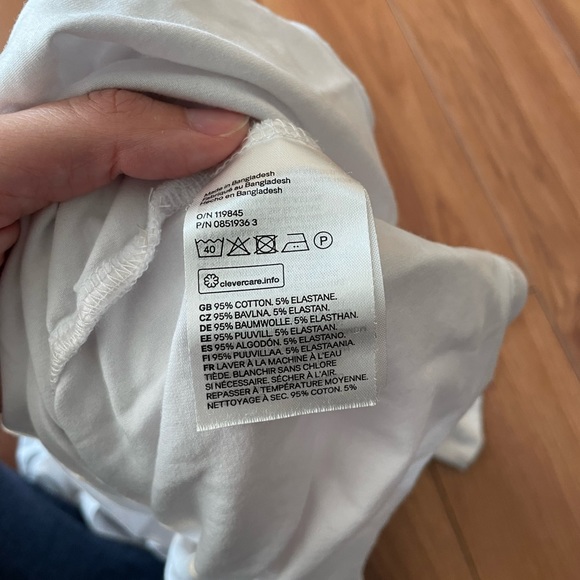 Made in Bangladesh
Fabriqué au Bangladesh
Hecho en Bangladesh
O/N 119845
P/N 0851936 3
40 P
clevercare.info
GB 95% COTTON. 5% ELASTANE.
CZ 95% BAVLNA. 5% ELASTAN.
DE 95% BAUMWOLLE. 5% ELASTHAN.
EE 95% PUUVILL. 5% ELASTAAN.
ES 95% ALGODÓN. 5% ELASTANO.
FI 95% PUUVILLAA. 5% ELASTAANIA.
FR LAVER À LA MACHINE À L'EAU
TIÈDE. BLANCHIR SANS CHLORE
SI NÉCESSAIRE. SÉCHER À L'AIR.
REPASSER À TEMPÉRATURE MOYENNE.
NETTOYAGE À SEC. 95% COTON. 5%